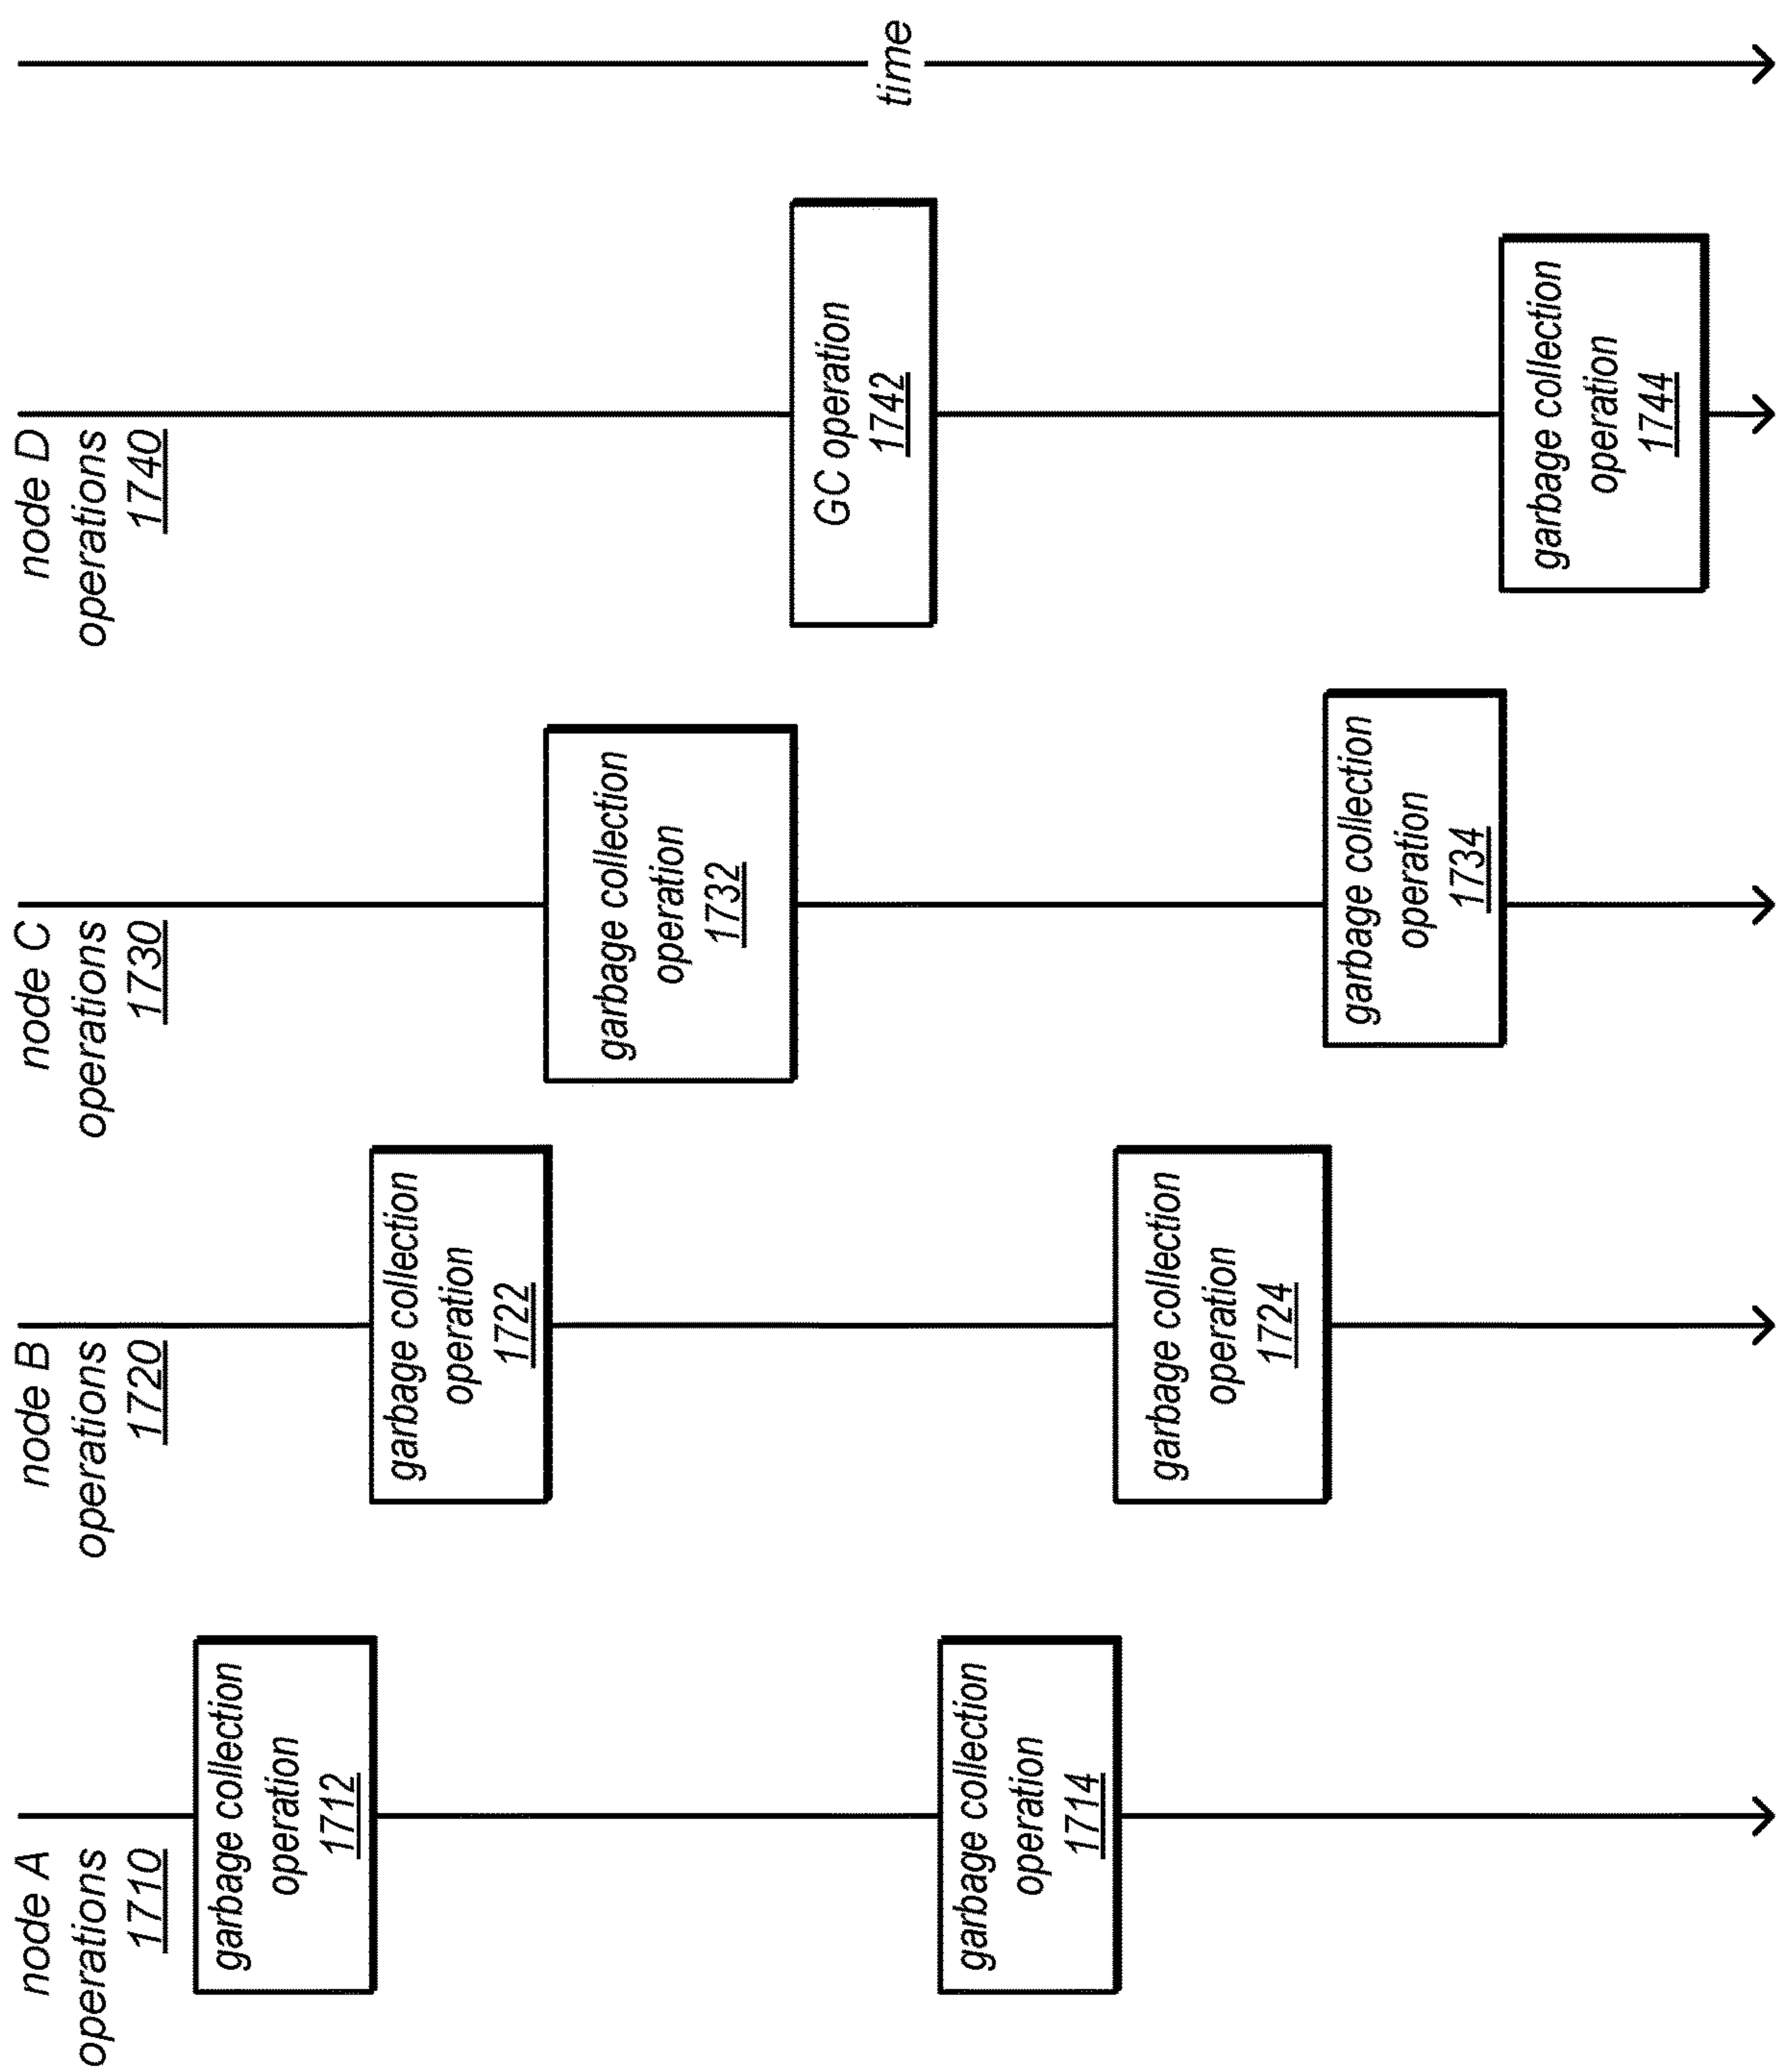 node A
operations
1710
garbage collection
operation
1712
garbage collection
operation
1714
node B
operations
1720
garbage collection
operation
1722
garbage collection
operation
1724
node C
operations
1730
garbage collection
operation
1732
garbage collection
operation
1734
node D
operations
1740
GC operation
1742
garbage collection
operation
1744
time